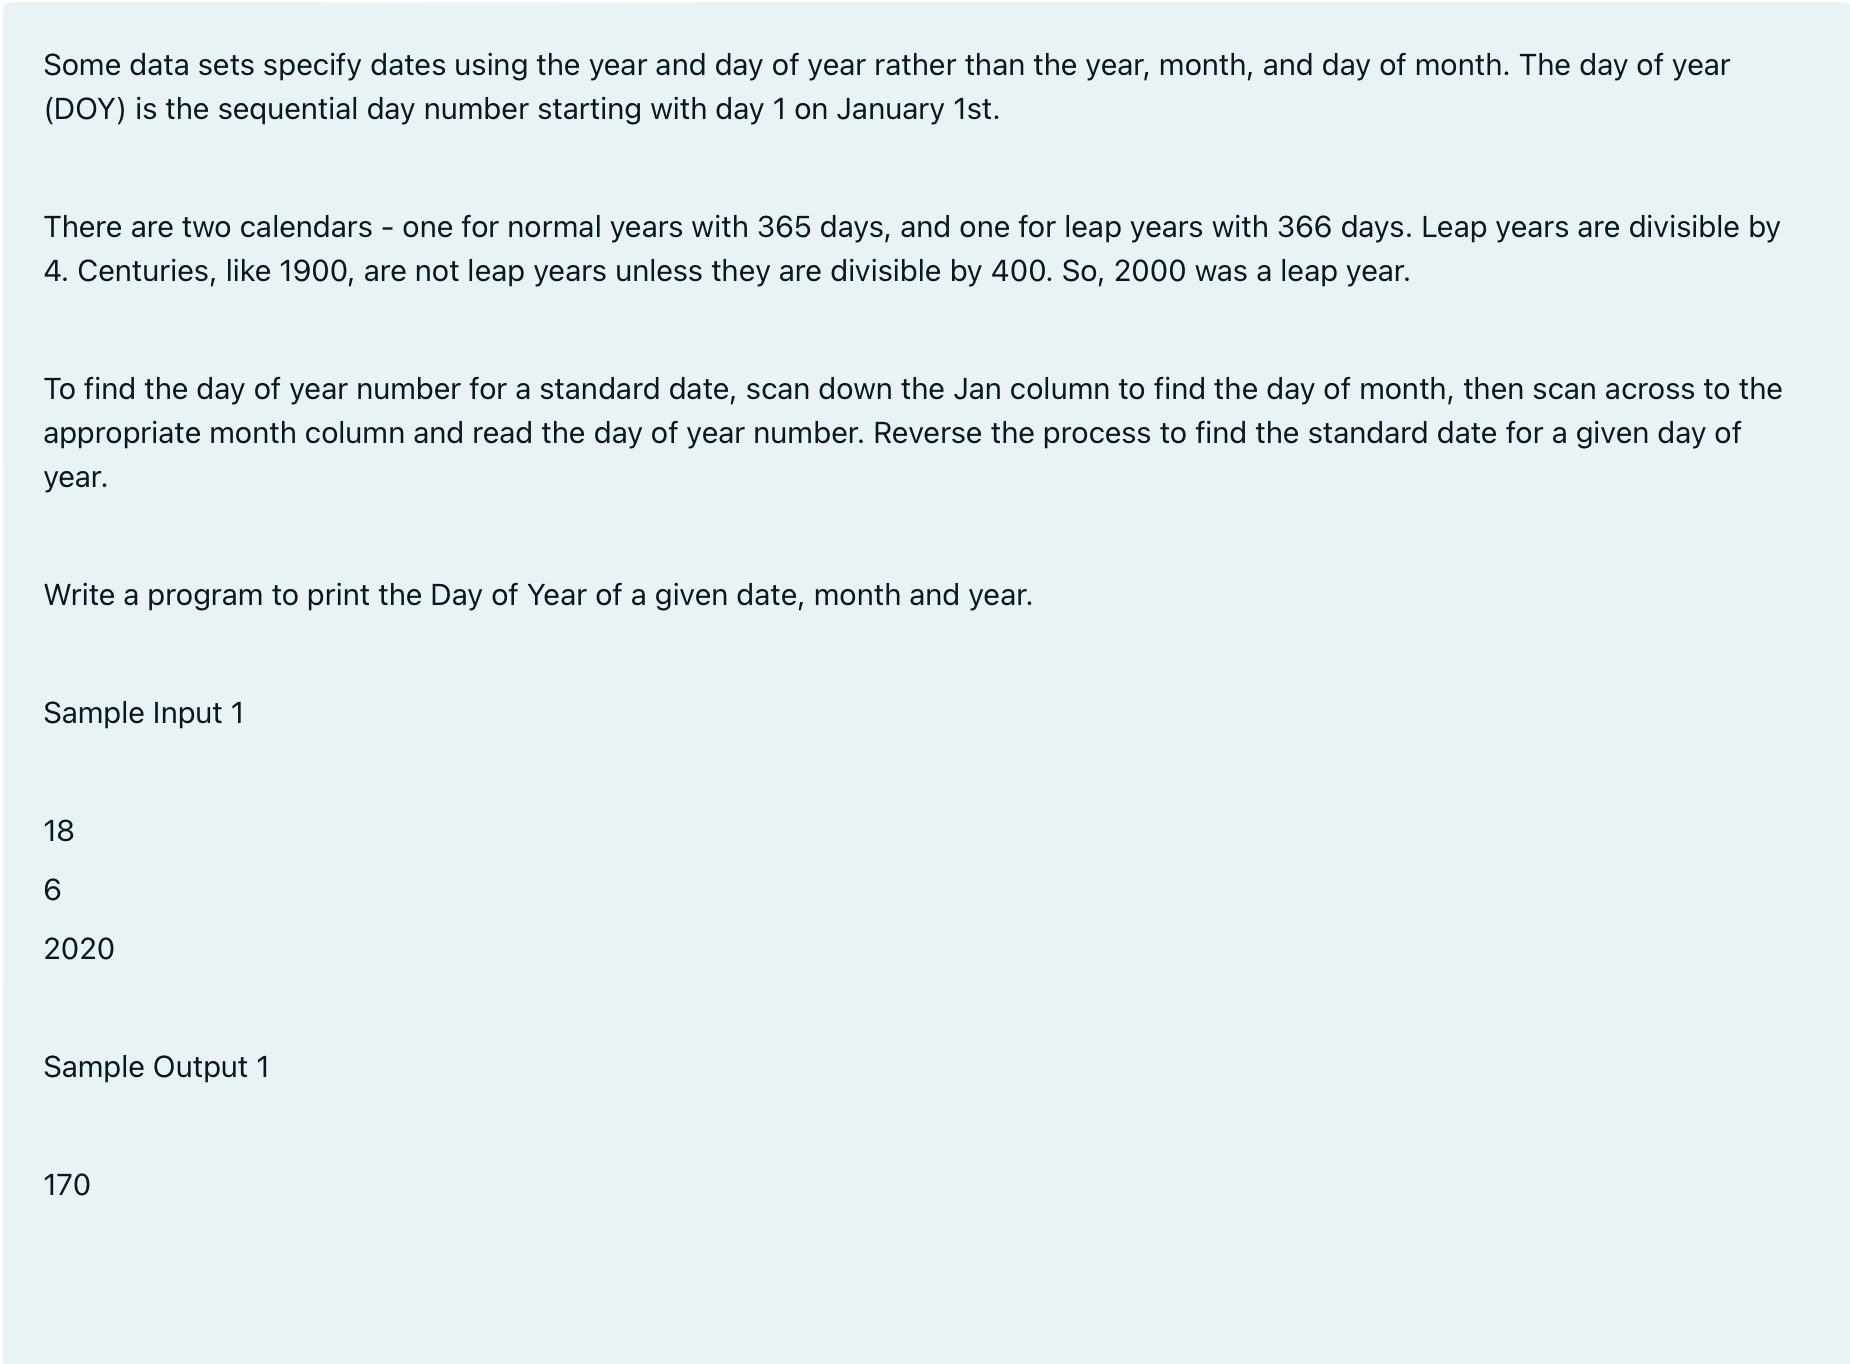 Some data sets specify dates using the year and day of year rather than the year, month, and day of month. The day of year
(DOY) is the sequential day number starting with day 1 on January 1st.
There are two calendars - one for normal years with 365 days, and one for leap years with 366 days. Leap years are divisible by
4. Centuries, like 1900, are not leap years unless they are divisible by 400. So, 2000 was a leap year.
To find the day of year number for a standard date, scan down the Jan column to find the day of month, then scan across to the
appropriate month column and read the day of year number. Reverse the process to find the standard date for a given day of
year.
Write a program to print the Day of Year of a given date, month and year.
Sample Input 1
18
6
2020
Sample Output 1
170